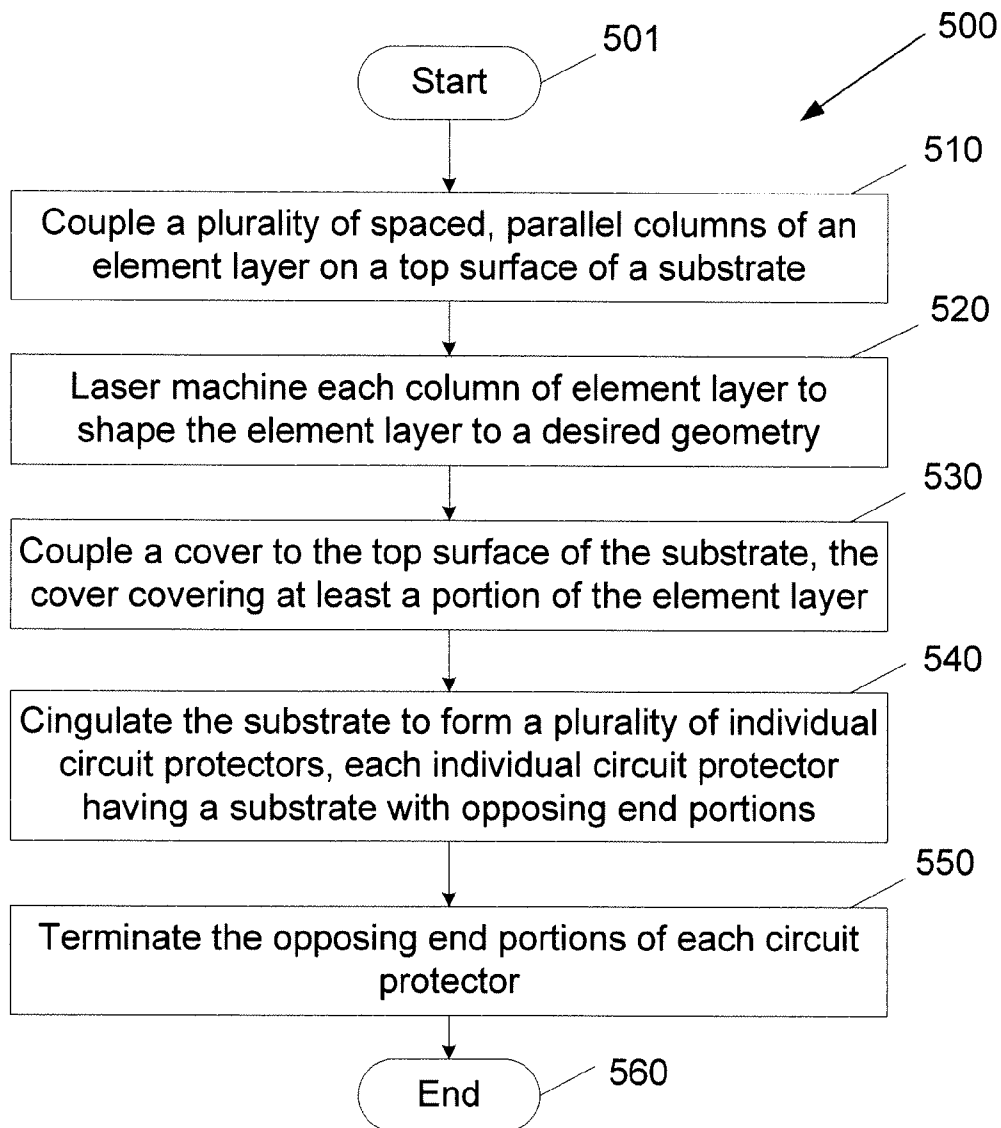 500
501
Start
510
Couple a plurality of spaced, parallel columns of an
element layer on a top surface of a substrate
520
Laser machine each column of element layer to
shape the element layer to a desired geometry
530
Couple a cover to the top surface of the substrate, the
cover covering at least a portion of the element layer
540
Cingulate the substrate to form a plurality of individual
circuit protectors, each individual circuit protector
having a substrate with opposing end portions
550
Terminate the opposing end portions of each circuit
protector
End
560